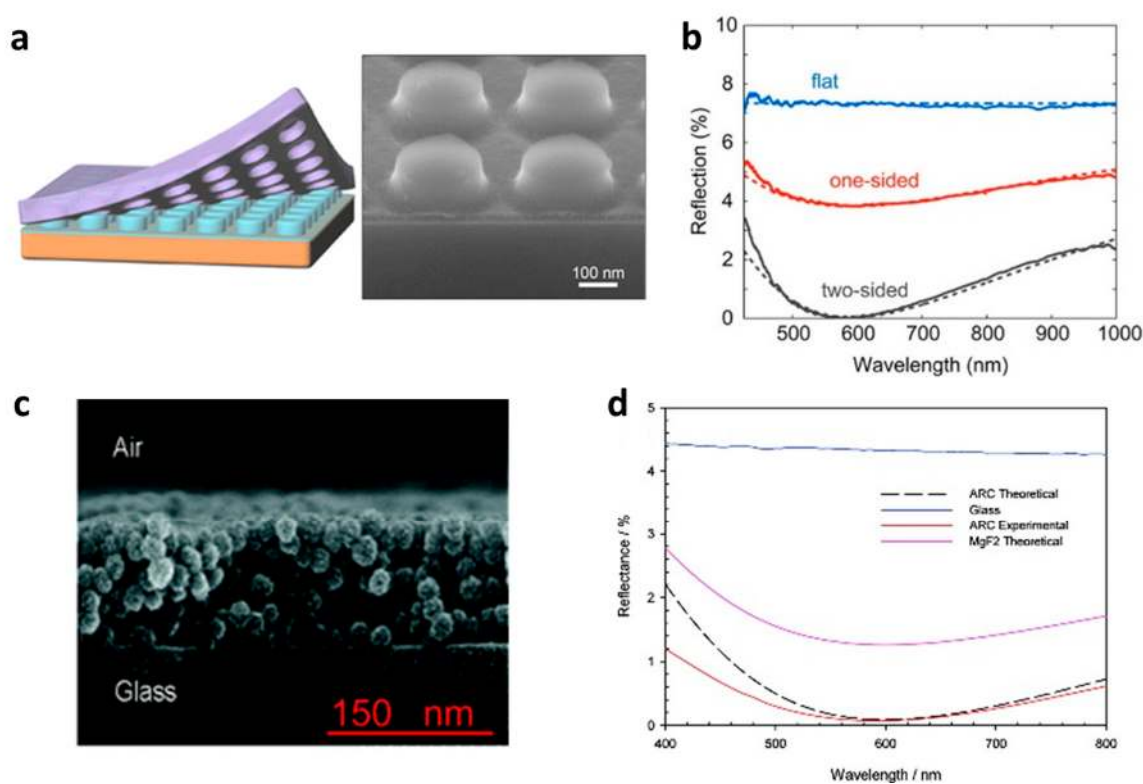 a
100 nm
b
10
8
6
4
2
0
flat
one-sided
two-sided
Reflection (%)
500 600 700 800 900 1000
Wavelength (nm)
c
Air
Glass
150 nm
d
5
4
3
2
1
0
ARC Theoretical
Glass
ARC Experimental
MgF2 Theoretical
Reflectance / %
400 500 600 700 800
Wavelength / nm